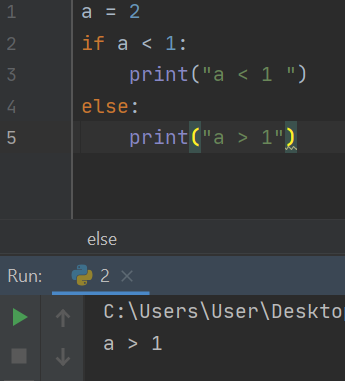 1 a = 2
2 if a < 1:
3     print("a < 1 ")
4 else:
5     print("a > 1")
else
Run: 2 ×
C:\Users\User\Deskto
a > 1